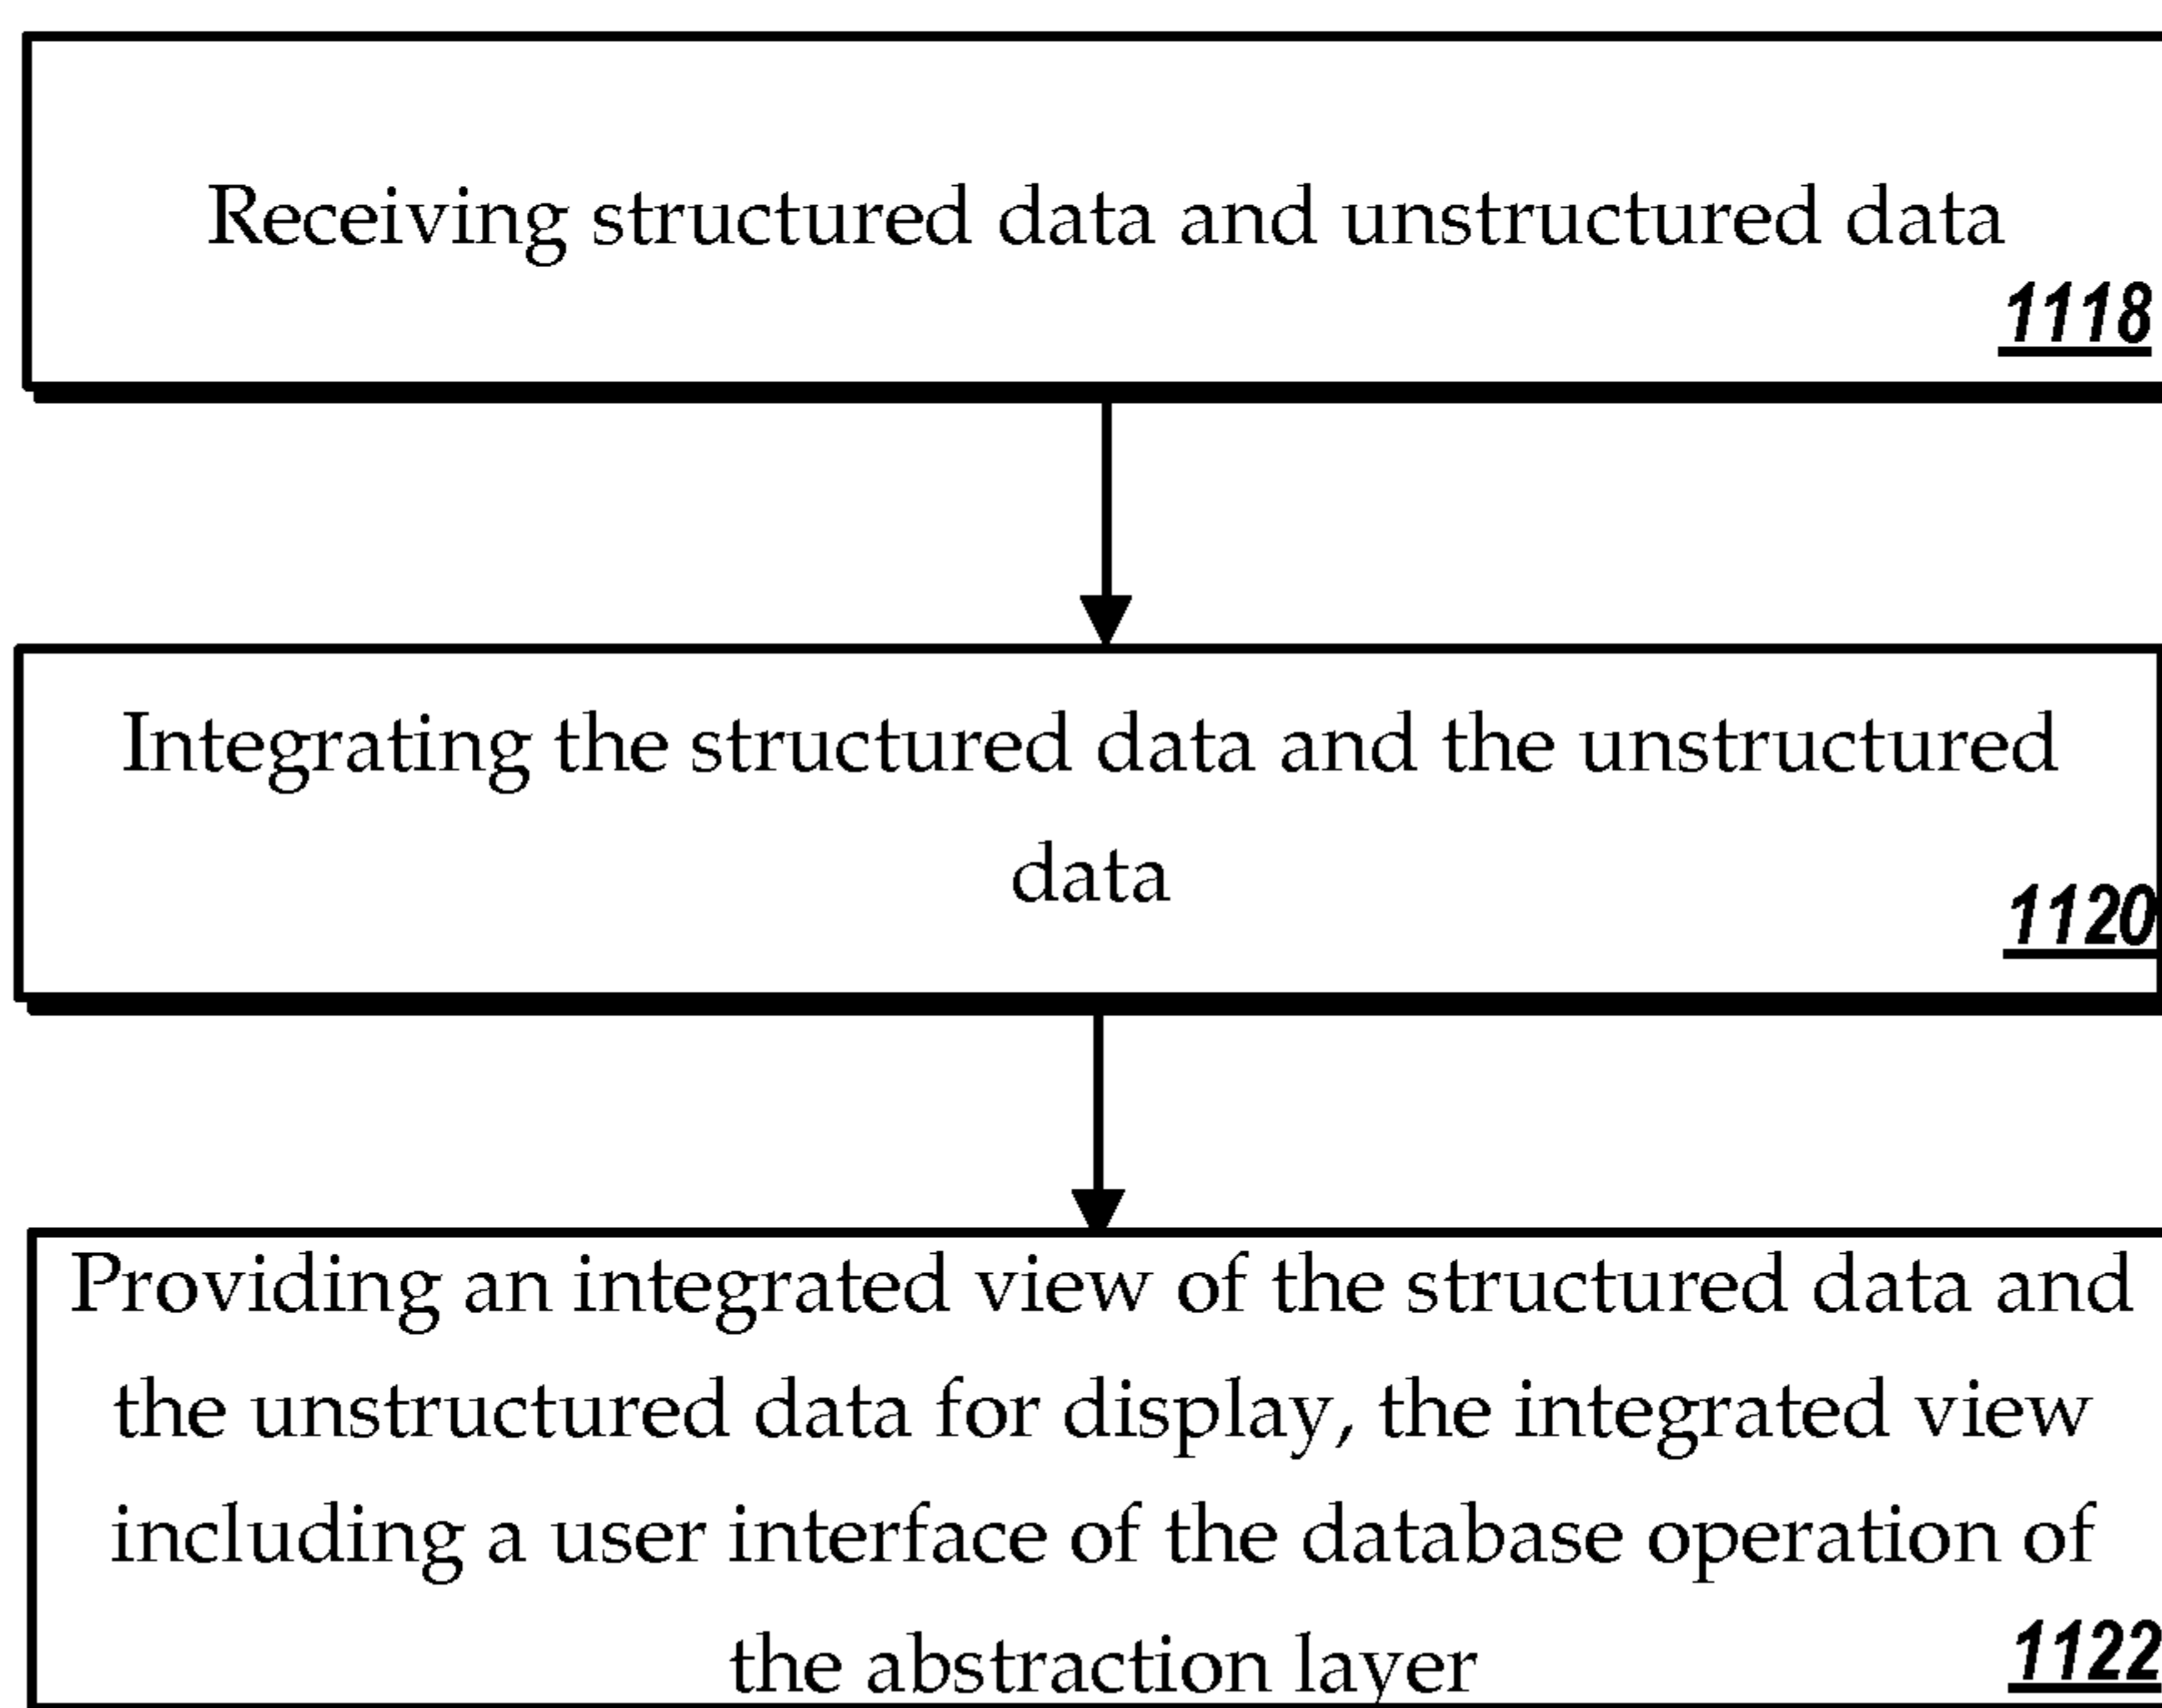 Receiving structured data and unstructured data
1118
Integrating the structured data and the unstructured
data
1120
Providing an integrated view of the structured data and
the unstructured data for display, the integrated view
including a user interface of the database operation of
the abstraction layer
1122